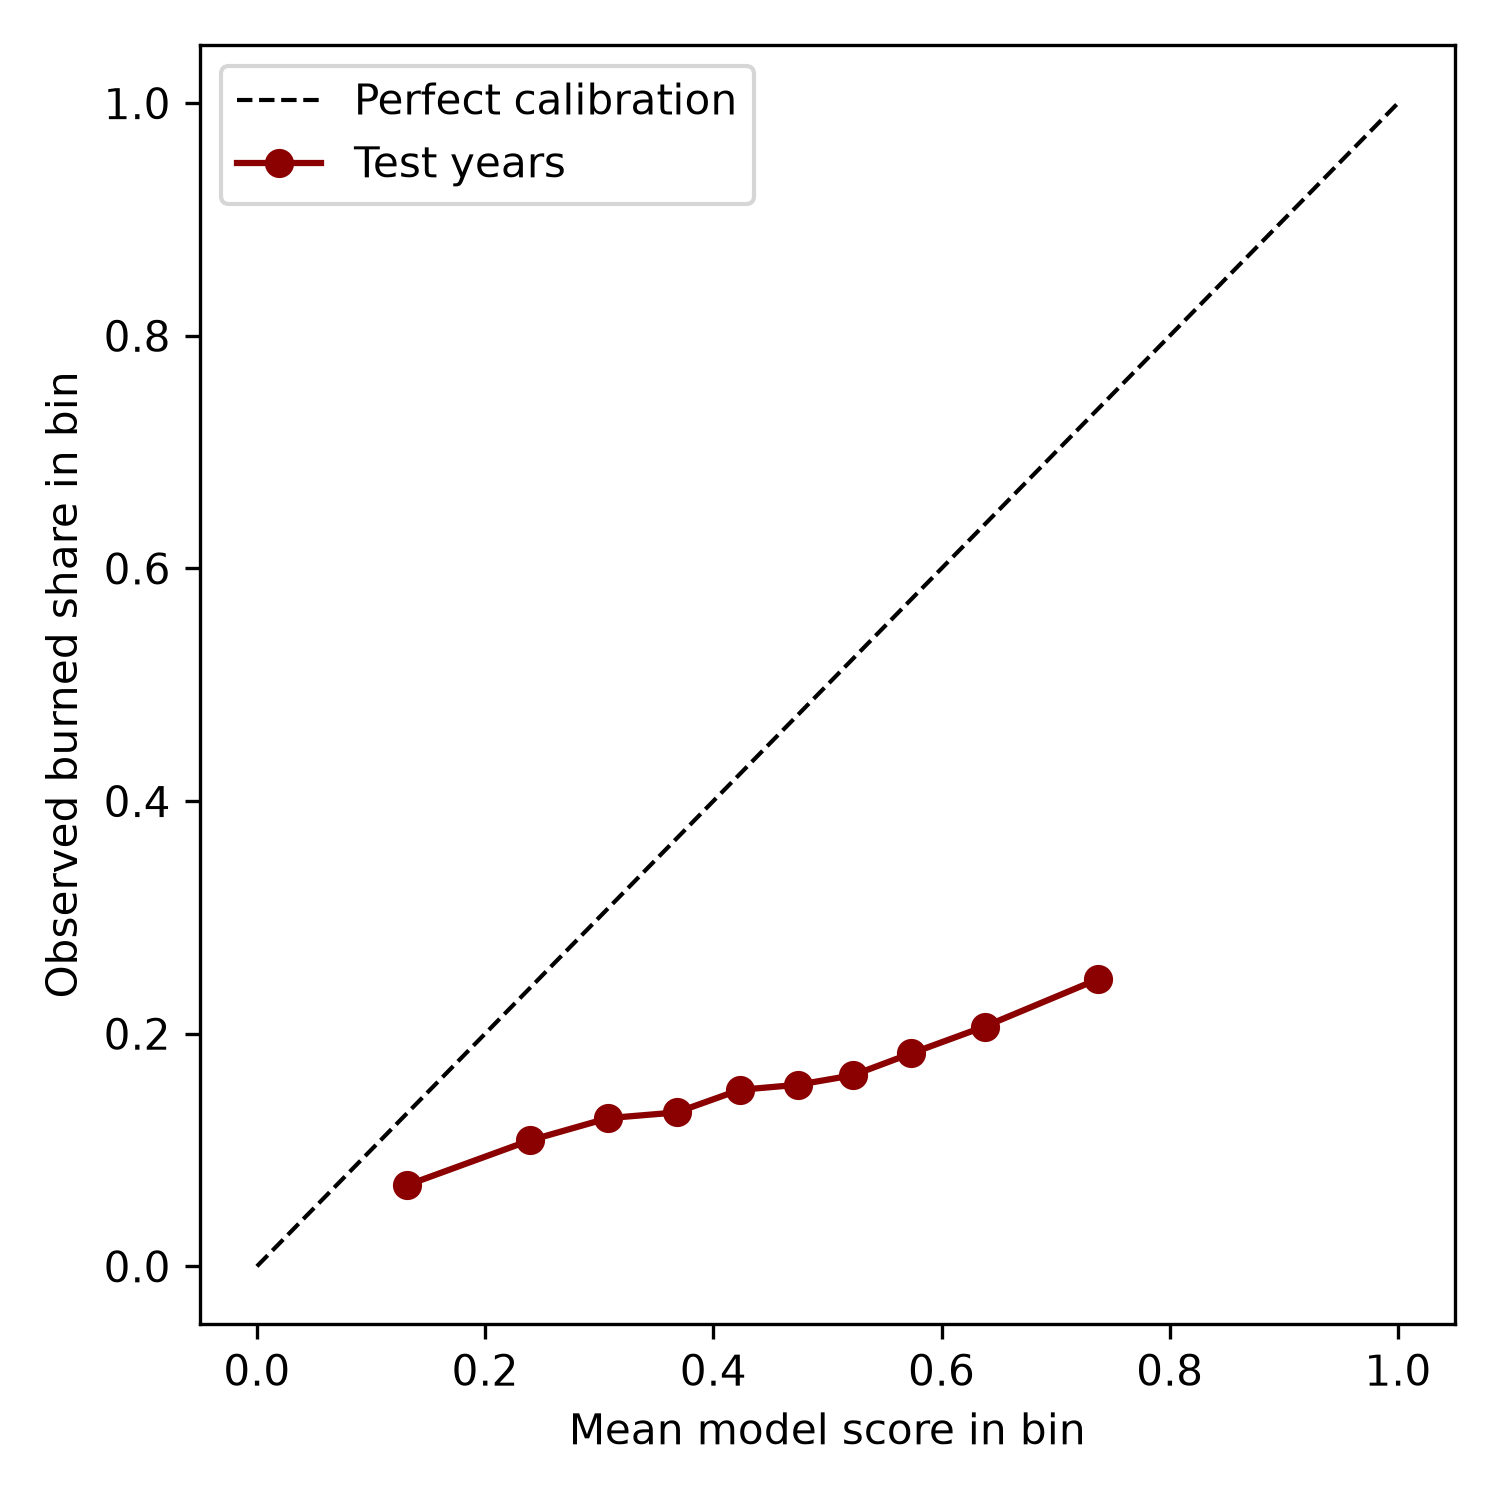 Perfect calibration
Test years
1.0
0.8
0.6
0.4
0.2
0.0
Observed burned share in bin
0.0 0.2 0.4 0.6 0.8 1.0
Mean model score in bin